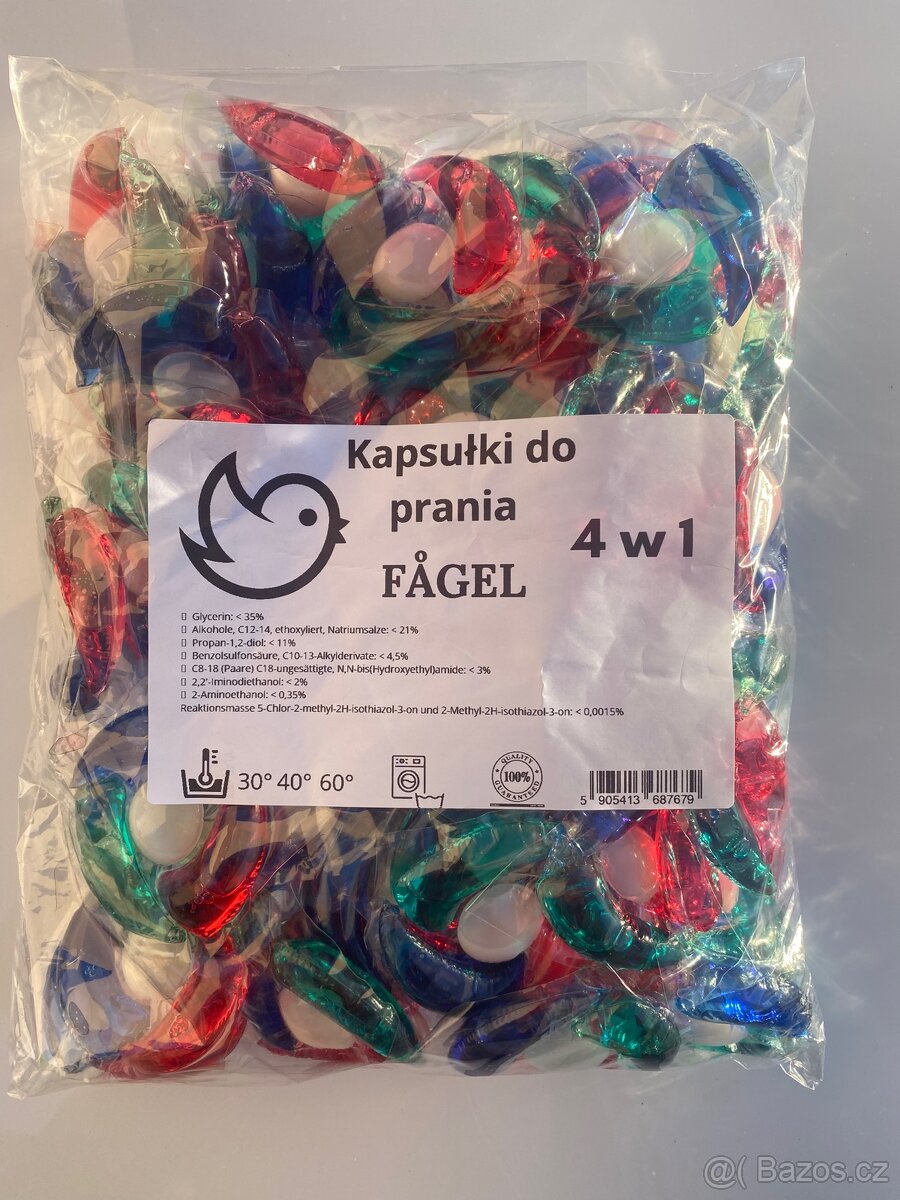 Kapsułki do
prania
4 w 1
FÅGEL
Glycerin: < 35%
Alkohole, C12-14, ethoxyliert, Natriumsalze: < 21%
Propan-1,2-diol: < 11%
Benzolsulfonsäure, C10-13-Alkylderivate: < 4,5%
C8-18 (Paare) C18-ungesättigte, N,N-bis(Hydroxyethyl)amide: < 3%
2,2'-Iminodiethanol: < 2%
2-Aminoethanol: < 0,35%
Reaktionsmasse 5-Chlor-2-methyl-2H-isothiazol-3-on und 2-Methyl-2H-isothiazol-3-on: < 0,0015%
30° 40° 60°
QUALITY
100%
GUARANTEED
5 905413 687679
@( Bazos.cz